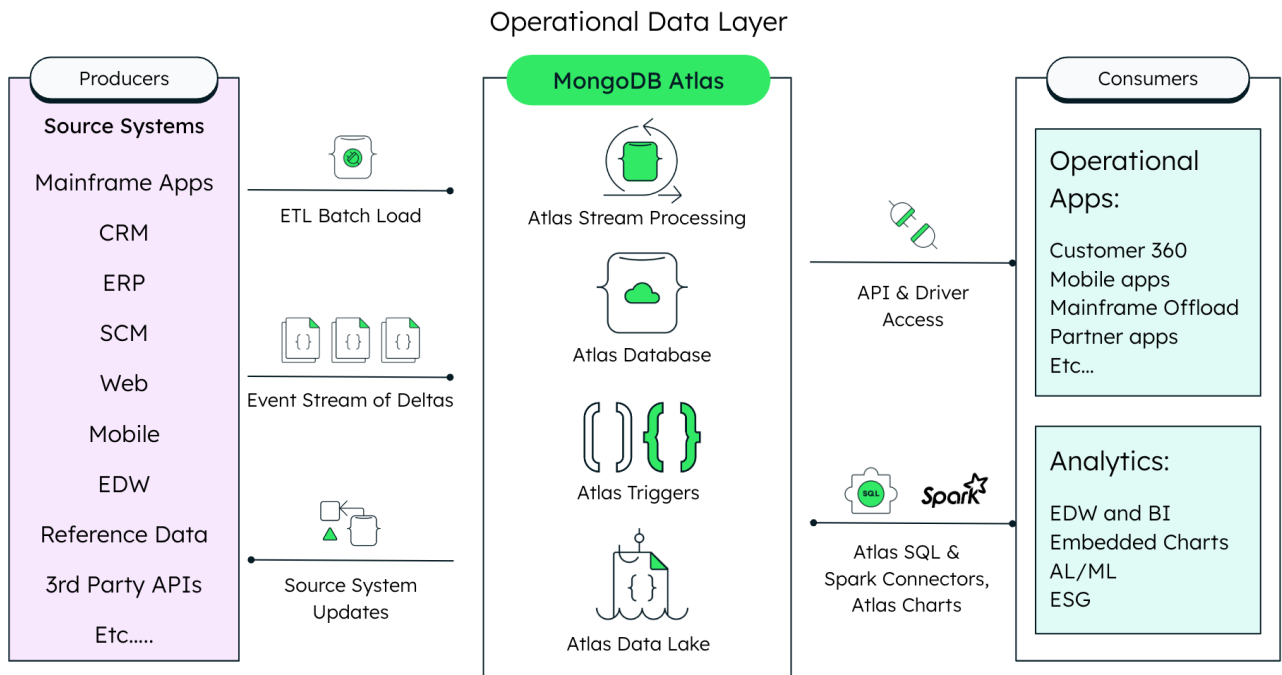 Operational Data Layer
Producers
Source Systems
Mainframe Apps
CRM
ERP
SCM
Web
Mobile
EDW
Reference Data
3rd Party APIs
Etc.....
ETL Batch Load
{ } { } { }
Event Stream of Deltas
Source System
Updates
MongoDB Atlas
Atlas Stream Processing
Atlas Database
Atlas Triggers
{ }
Atlas Data Lake
API & Driver
Access
SQL
Spark
Atlas SQL &
Spark Connectors,
Atlas Charts
Consumers
Operational
Apps:
Customer 360
Mobile apps
Mainframe Offload
Partner apps
Etc...
Analytics:
EDW and BI
Embedded Charts
AL/ML
ESG